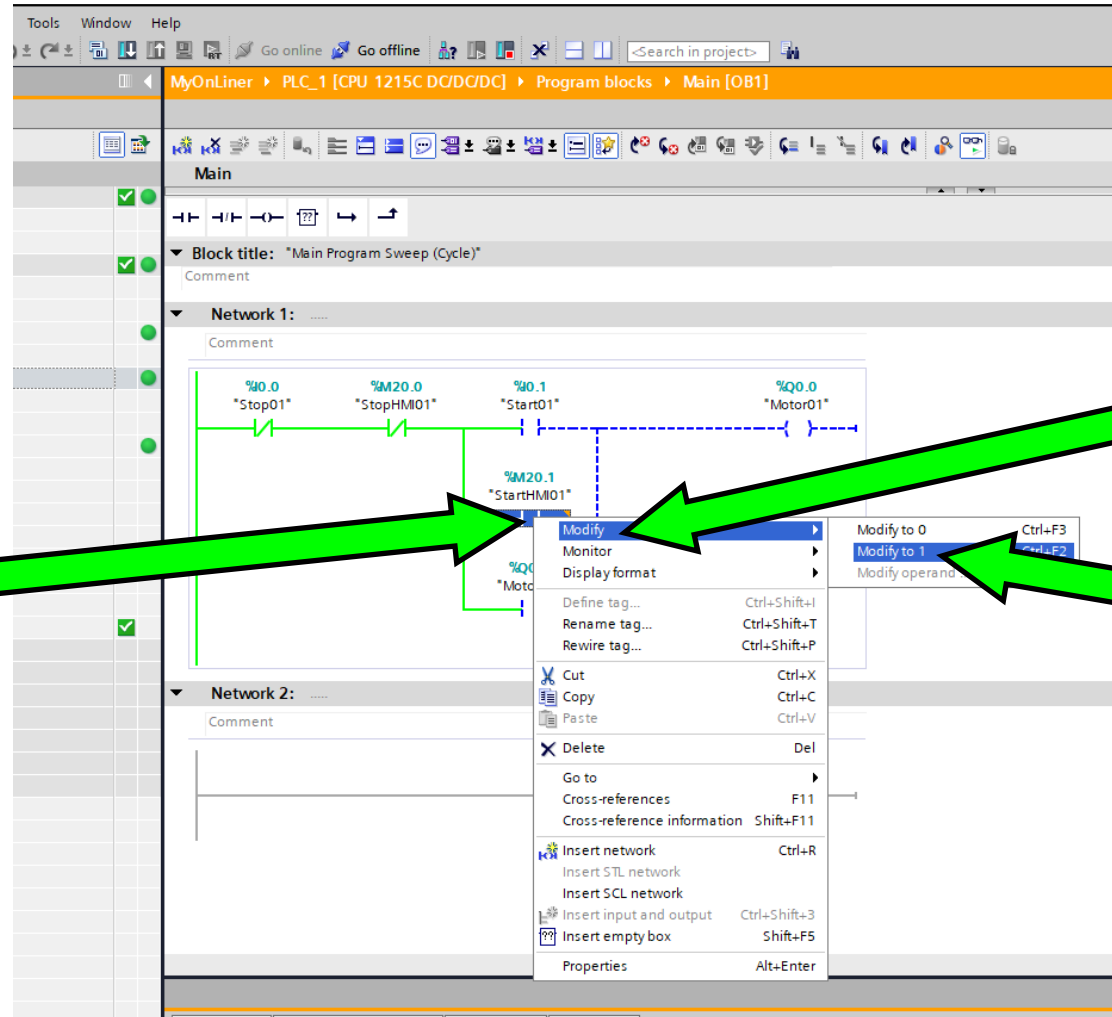 Tools Window Help
Go online Go offline <Search in project>
MyOnLiner PLC_1 [CPU 1215C DC/DC/DC] Program blocks Main [OB1]
Main
??
Block title: "Main Program Sweep (Cycle)"
Comment
Network 1: .....
Comment
%I0.0 %M20.0 %I0.1 %Q0.0
"Stop01" "StopHMI01" "Start01" "Motor01"
%M20.1
"StartHMI01"
Modify
Modify to 0 Ctrl+F3
Monitor
Modify to 1 Ctrl+F2
Display format
Modify operand
Define tag... Ctrl+Shift+I
Rename tag... Ctrl+Shift+T
Rewire tag... Ctrl+Shift+P
Cut Ctrl+X
Network 2: .....
Copy Ctrl+C
Comment
Paste Ctrl+V
Delete Del
Go to
Cross-references F11
Cross-reference information Shift+F11
Insert network Ctrl+R
Insert STL network
Insert SCL network
Insert input and output Ctrl+Shift+3
Insert empty box Shift+F5
Properties Alt+Enter